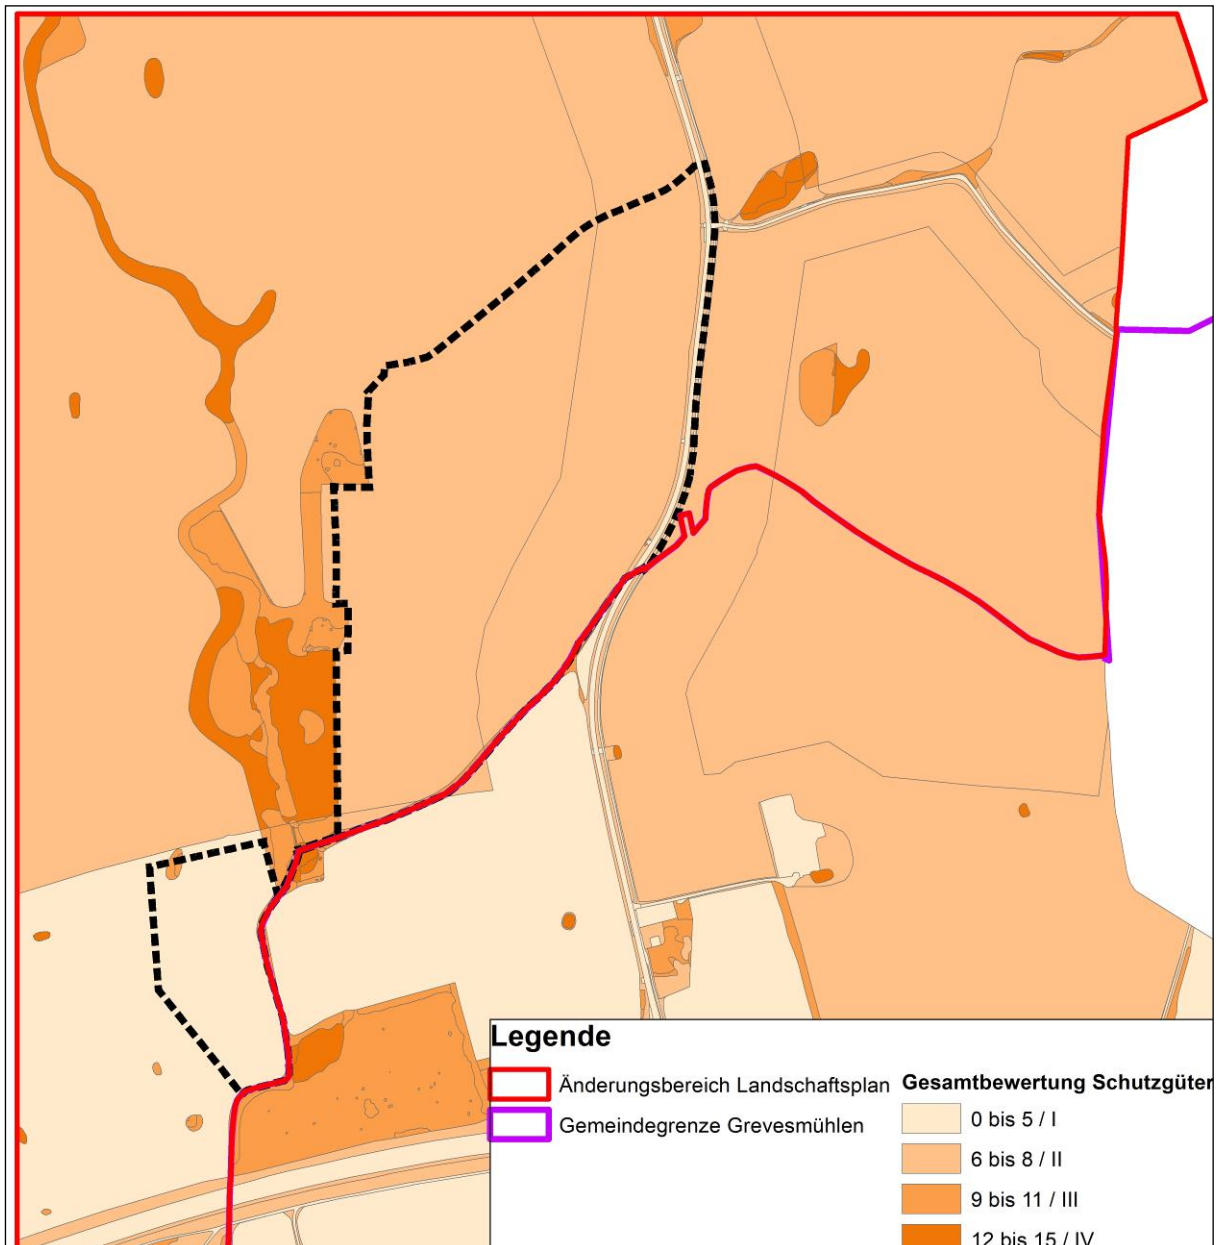 Legende
Änderungsbereich Landschaftsplan
Gemeindegrenze Grevesmühlen
Gesamtbewertung Schutzgüter
0 bis 5 / I
6 bis 8 / II
9 bis 11 / III
12 bis 15 / IV